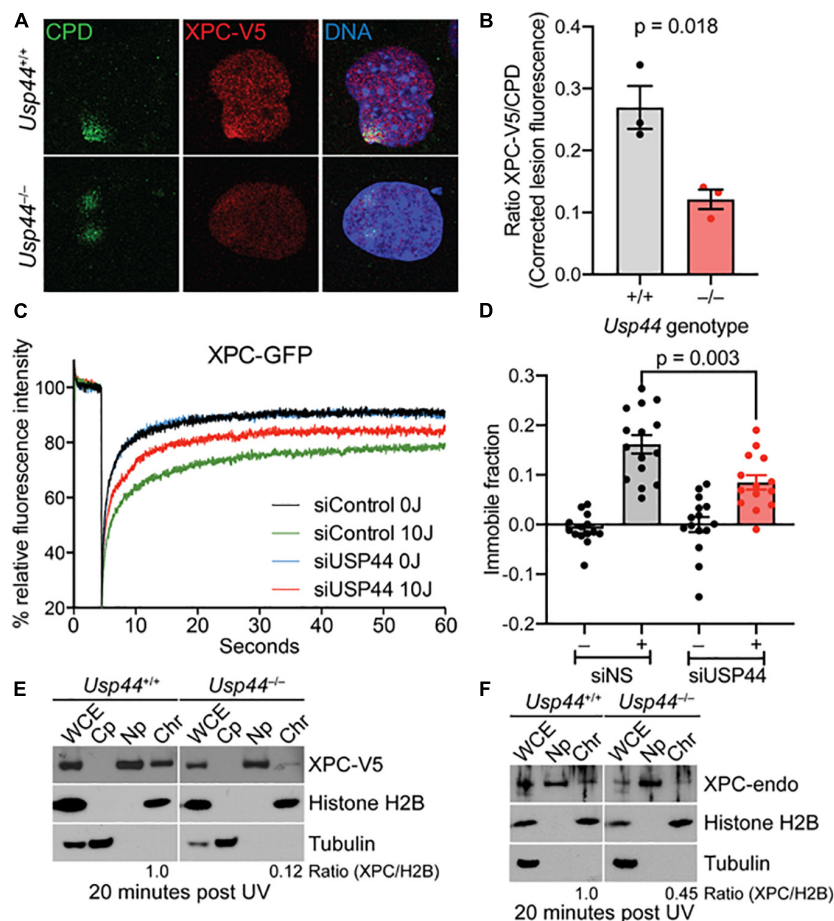 A
CPD
XPC-V5
DNA
Usp44+/+
Usp44–/–
B
p = 0.018
Ratio XPC-V5/CPD
(Corrected lesion fluorescence)
0.4
0.3
0.2
0.1
0.0
+/+
–/–
Usp44 genotype
C
XPC-GFP
% relative fluorescence intensity
100
80
60
40
20
0
10
20
30
40
50
60
Seconds
siControl 0J
siControl 10J
siUSP44 0J
siUSP44 10J
D
p = 0.003
Immobile fraction
0.3
0.2
0.1
0.0
-0.1
-0.2
–
+
–
+
siNS
siUSP44
E
Usp44+/+
Usp44–/–
WCE
Cp
Np
Chr
WCE
Cp
Np
Chr
XPC-V5
Histone H2B
Tubulin
1.0
0.12
Ratio (XPC/H2B)
20 minutes post UV
F
Usp44+/+
Usp44–/–
WCE
Np
Chr
WCE
Np
Chr
XPC-endo
Histone H2B
Tubulin
1.0
0.45
Ratio (XPC/H2B)
20 minutes post UV